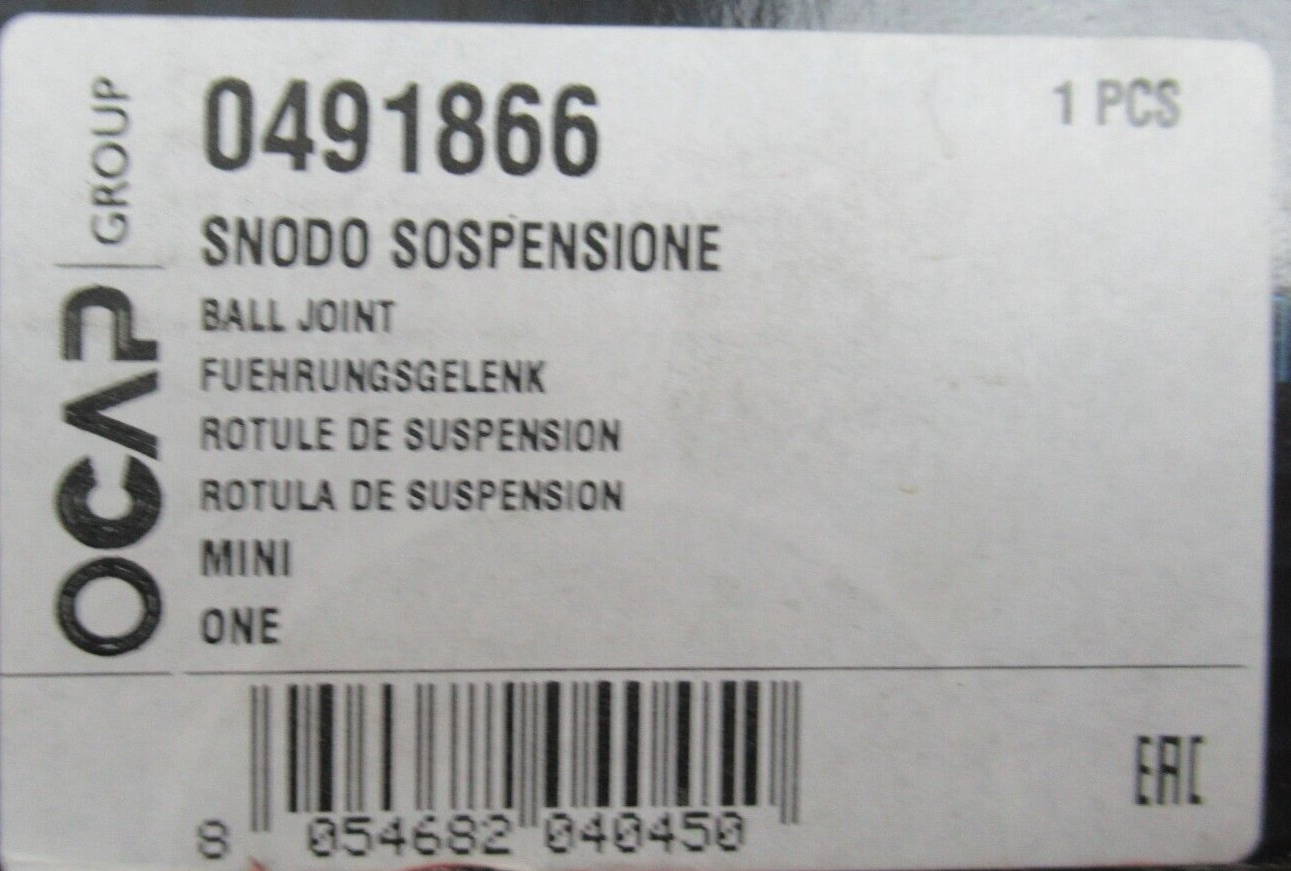 OCAP GROUP
0491866
1 PCS
SNODO SOSPENSIONE
BALL JOINT
FUEHRUNGSGELENK
ROTULE DE SUSPENSION
ROTULA DE SUSPENSION
MINI
ONE
8 054682 040450
EAC